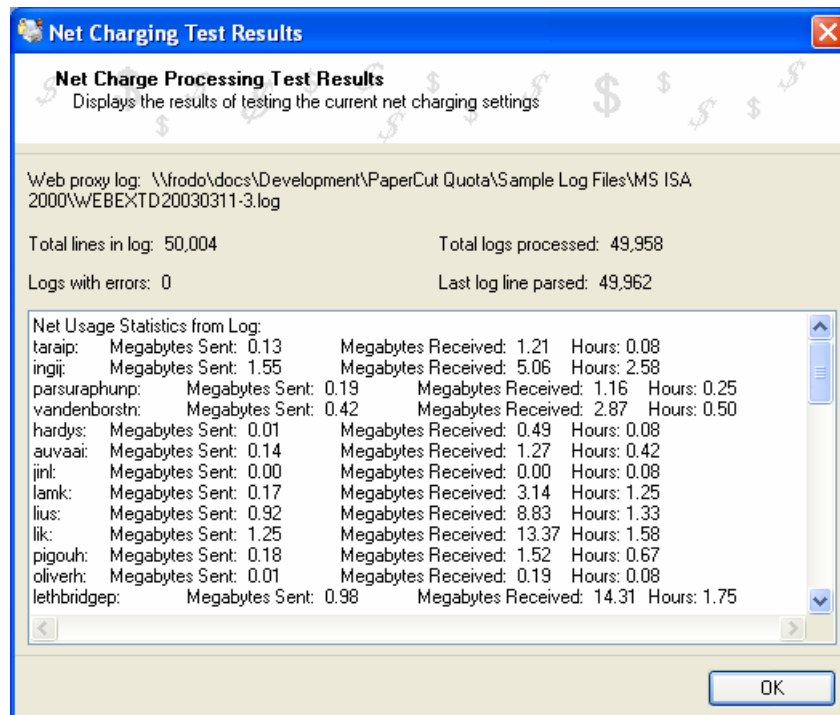 Net Charging Test Results
Net Charge Processing Test Results
Displays the results of testing the current net charging settings
Web proxy log: \\frodo\docs\Development\PaperCut Quota\Sample Log Files\MS ISA
2000\WEBEXTD20030311-3.log
Total lines in log: 50,004 Total logs processed: 49,958
Logs with errors: 0 Last log line parsed: 49,962
Net Usage Statistics from Log:
taraip: Megabytes Sent: 0.13 Megabytes Received: 1.21 Hours: 0.08
ingij: Megabytes Sent: 1.55 Megabytes Received: 5.06 Hours: 2.58
parsuraphunp: Megabytes Sent: 0.19 Megabytes Received: 1.16 Hours: 0.25
vandenborstn: Megabytes Sent: 0.42 Megabytes Received: 2.87 Hours: 0.50
hardys: Megabytes Sent: 0.01 Megabytes Received: 0.49 Hours: 0.08
auvaai: Megabytes Sent: 0.14 Megabytes Received: 1.27 Hours: 0.42
jinl: Megabytes Sent: 0.00 Megabytes Received: 0.00 Hours: 0.08
lamk: Megabytes Sent: 0.17 Megabytes Received: 3.14 Hours: 1.25
lius: Megabytes Sent: 0.92 Megabytes Received: 8.83 Hours: 1.33
lik: Megabytes Sent: 1.25 Megabytes Received: 13.37 Hours: 1.58
pigouh: Megabytes Sent: 0.18 Megabytes Received: 1.52 Hours: 0.67
oliverh: Megabytes Sent: 0.01 Megabytes Received: 0.19 Hours: 0.08
lethbridgep: Megabytes Sent: 0.98 Megabytes Received: 14.31 Hours: 1.75
OK